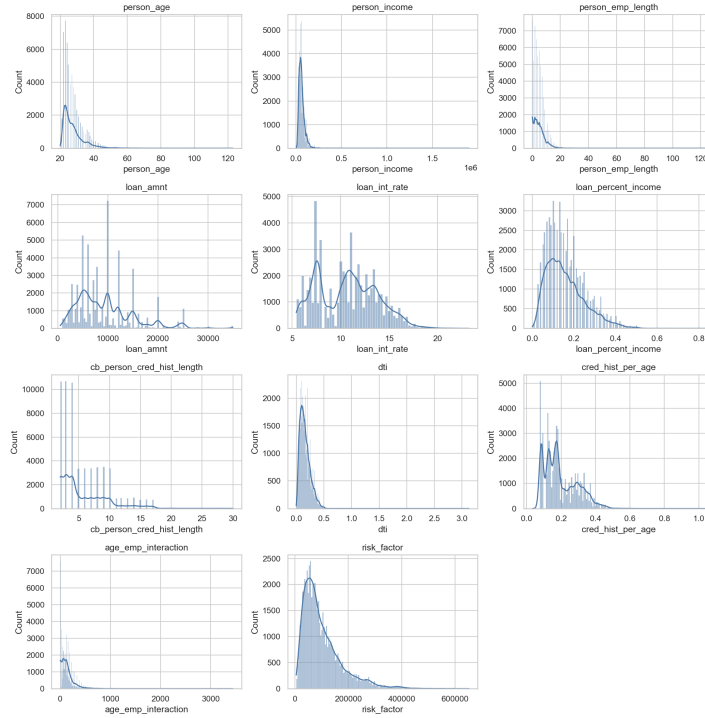 person_age
8000
6000
4000
2000
0
Count
20 40 60 80 100 120
person_age
person_income
5000
4000
3000
2000
1000
0
Count
0.0 0.5 1.0 1.5
1e6
person_income
person_emp_length
7000
6000
5000
4000
3000
2000
1000
0
Count
0 20 40 60 80 100 120
person_emp_length
loan_amnt
7000
6000
5000
4000
3000
2000
1000
0
Count
0 10000 20000 30000
loan_amnt
loan_int_rate
5000
4000
3000
2000
1000
0
Count
5 10 15 20
loan_int_rate
loan_percent_income
3000
2500
2000
1500
1000
500
0
Count
0.0 0.2 0.4 0.6 0.8
loan_percent_income
cb_person_cred_hist_length
10000
8000
6000
4000
2000
0
Count
5 10 15 20 25 30
cb_person_cred_hist_length
dti
2000
1500
1000
500
0
Count
0.0 0.5 1.0 1.5 2.0 2.5 3.0
dti
cred_hist_per_age
5000
4000
3000
2000
1000
0
Count
0.0 0.2 0.4 0.6 0.8 1.0
cred_hist_per_age
age_emp_interaction
7000
6000
5000
4000
3000
2000
1000
0
Count
0 1000 2000 3000
age_emp_interaction
risk_factor
2500
2000
1500
1000
500
0
Count
0 200000 400000 600000
risk_factor